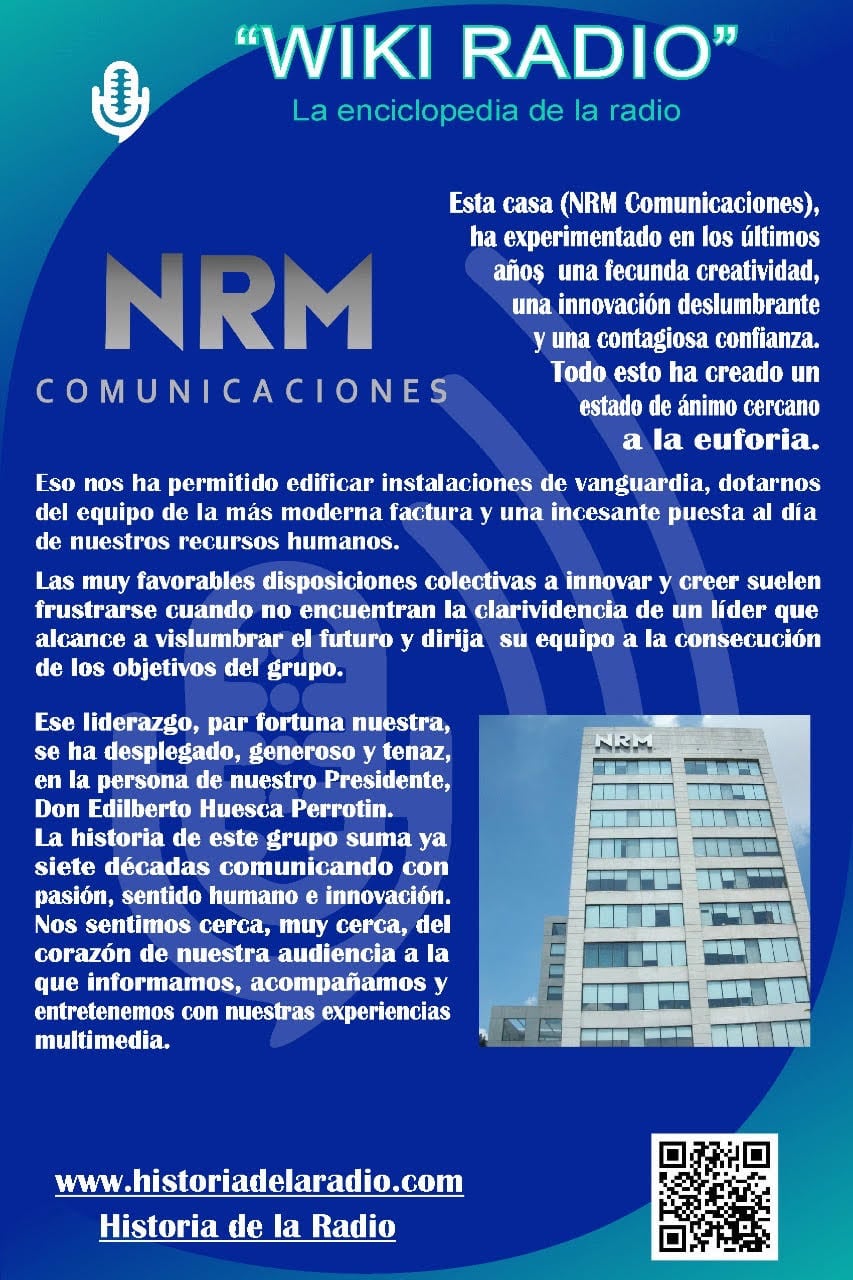 “WIKI RADIO”
La enciclopedia de la radio
Esta casa (NRM Comunicaciones),
ha experimentado en los últimos
años, una fecunda creatividad,
una innovación deslumbrante
y una contagiosa confianza.
Todo esto ha creado un
estado de ánimo cercano
a la euforia.
NRM
COMUNICACIONES
Eso nos ha permitido edificar instalaciones de vanguardia, dotarnos
del equipo de la más moderna factura y una incesante puesta al día
de nuestros recursos humanos.
Las muy favorables disposiciones colectivas a innovar y creer suelen
frustrarse cuando no encuentran la clarividencia de un líder que
alcance a vislumbrar el futuro y dirija su equipo a la consecución
de los objetivos del grupo.
Ese liderazgo, par fortuna nuestra,
se ha desplegado, generoso y tenaz,
en la persona de nuestro Presidente,
Don Edilberto Huesca Perrotin.
La historia de este grupo suma ya
siete décadas comunicando con
pasión, sentido humano e innovación.
Nos sentimos cerca, muy cerca, del
corazón de nuestra audiencia a la
que informamos, acompañamos y
entretenemos con nuestras experiencias
multimedia.
NRM
www.historiadelaradio.com
Historia de la Radio